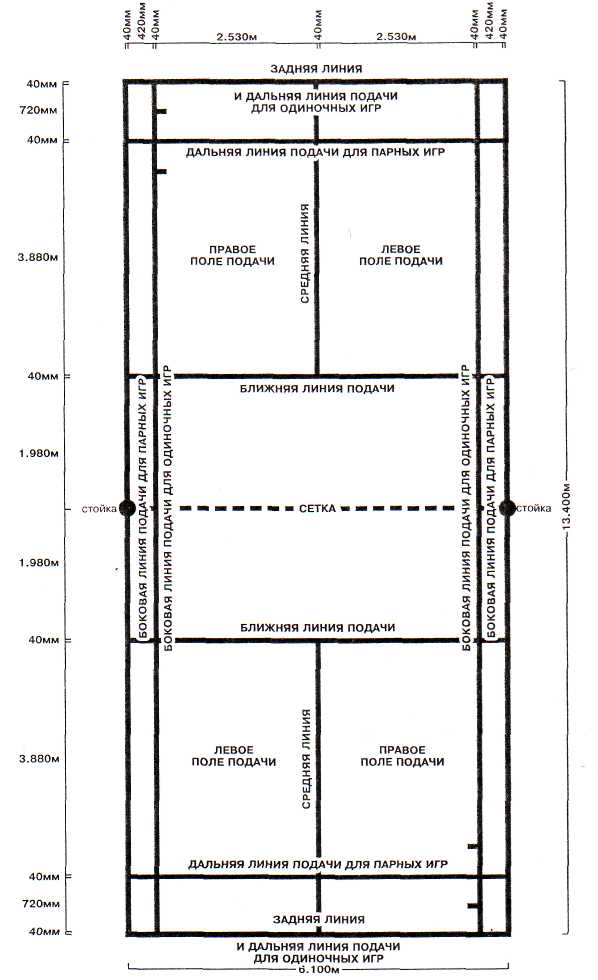 40мм
420мм
40мм
2.530м
40мм
2.530м
40мм
420мм
40мм
ЗАДНЯЯ ЛИНИЯ
40мм
И ДАЛЬНАЯ ЛИНИЯ ПОДАЧИ
ДЛЯ ОДИНОЧНЫХ ИГР
720мм
40мм
ДАЛЬНЯЯ ЛИНИЯ ПОДАЧИ ДЛЯ ПАРНЫХ ИГР
СРЕДНЯЯ ЛИНИЯ
ПРАВОЕ
ПОЛЕ ПОДАЧИ
ЛЕВОЕ
ПОЛЕ ПОДАЧИ
3.880м
40мм
БЛИЖНЯЯ ЛИНИЯ ПОДАЧИ
БОКОВАЯ ЛИНИЯ ПОДАЧИ ДЛЯ ПАРНЫХ ИГР
БОКОВАЯ ЛИНИЯ ПОДАЧИ ДЛЯ ОДИНОЧНЫХ ИГР
БОКОВАЯ ЛИНИЯ ПОДАЧИ ДЛЯ ОДИНОЧНЫХ ИГР
БОКОВАЯ ЛИНИЯ ПОДАЧИ ДЛЯ ПАРНЫХ ИГР
1.980м
стойка
СЕТКА
стойка
13.400м
1.980м
40мм
БЛИЖНЯЯ ЛИНИЯ ПОДАЧИ
СРЕДНЯЯ ЛИНИЯ
ЛЕВОЕ
ПОЛЕ ПОДАЧИ
ПРАВОЕ
ПОЛЕ ПОДАЧИ
3.880м
ДАЛЬНЯЯ ЛИНИЯ ПОДАЧИ ДЛЯ ПАРНЫХ ИГР
40мм
720мм
ЗАДНЯЯ ЛИНИЯ
40мм
И ДАЛЬНАЯ ЛИНИЯ ПОДАЧИ
ДЛЯ ОДИНОЧНЫХ ИГР
6.100м